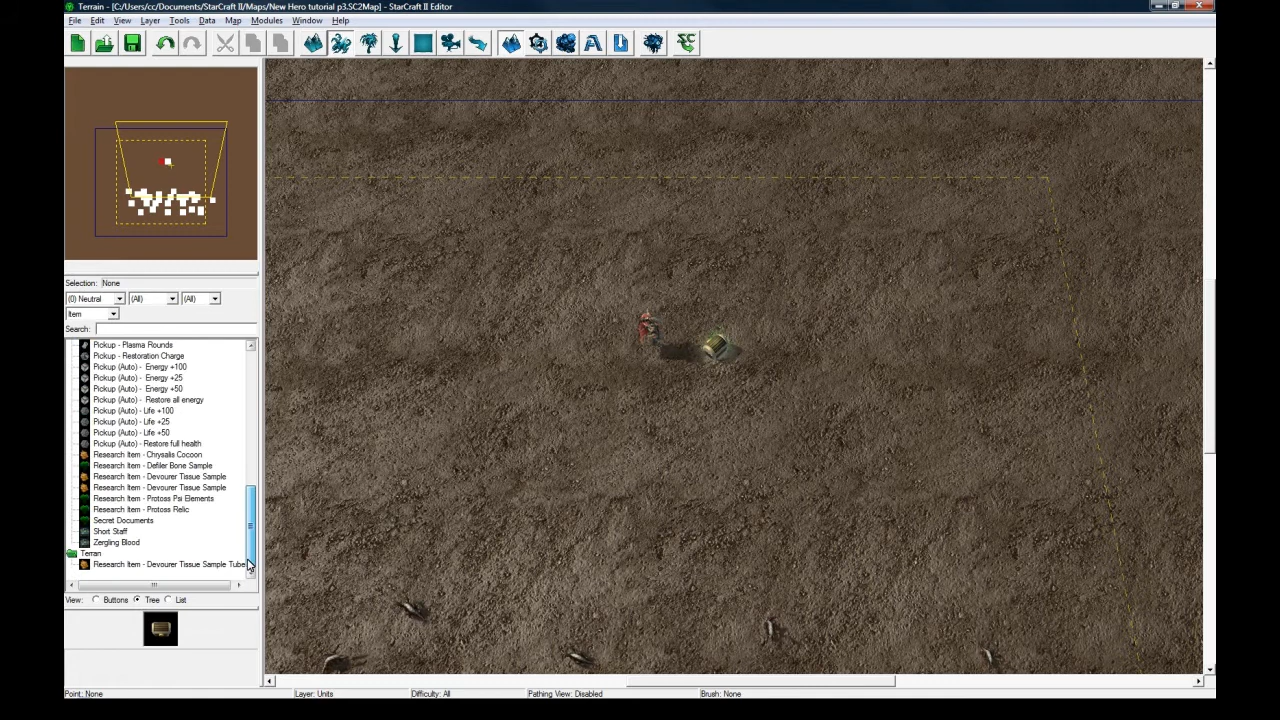 Terrain - [C:/Users/cc/Documents/StarCraft II/Maps/New Hero tutorial p3.SC2Map] - StarCraft II Editor
File Edit View Layer Tools Data Map Modules Window Help
Selection: None
(0) Neutral (All) (All)
Item
Search:
Pickup - Plasma Rounds
Pickup - Restoration Charge
Pickup (Auto) - Energy +100
Pickup (Auto) - Energy +25
Pickup (Auto) - Energy +50
Pickup (Auto) - Restore all energy
Pickup (Auto) - Life +100
Pickup (Auto) - Life +25
Pickup (Auto) - Life +50
Pickup (Auto) - Restore full health
Research Item - Chrysalis Cocoon
Research Item - Defiler Bone Sample
Research Item - Devourer Tissue Sample
Research Item - Devourer Tissue Sample
Research Item - Protoss Psi Elements
Research Item - Protoss Relic
Secret Documents
Short Staff
Zergling Blood
Terran
Research Item - Devourer Tissue Sample Tube
View: Buttons Tree List
Point: None Layer: Units Difficulty: All Pathing View: Disabled Brush: None